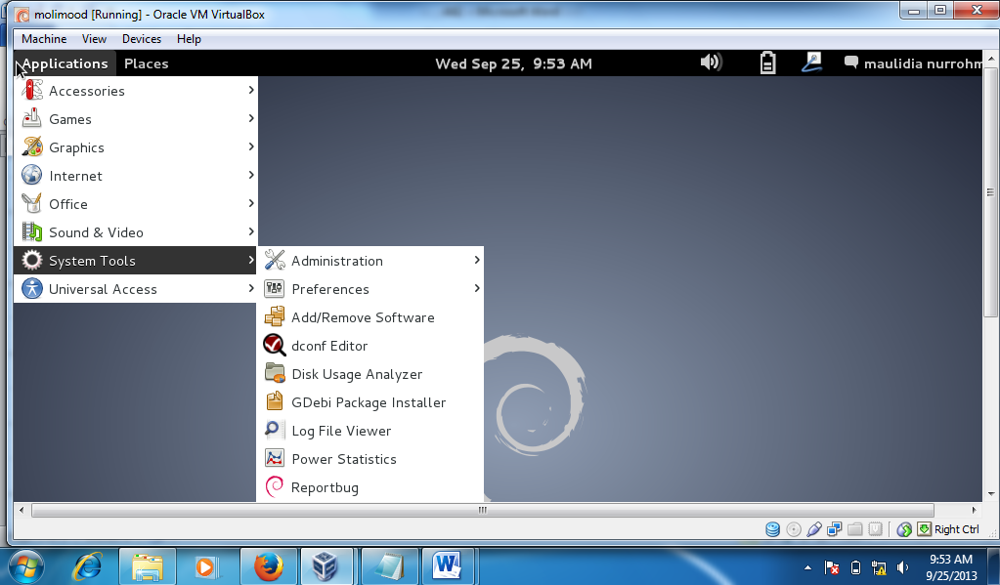 molimood [Running] - Oracle VM VirtualBox
Machine View Devices Help
Applications Places Wed Sep 25, 9:53 AM maulidia nurrohm
Accessories
Games
Graphics
Internet
Office
Sound & Video
System Tools
Universal Access
Administration
Preferences
Add/Remove Software
dconf Editor
Disk Usage Analyzer
GDebi Package Installer
Log File Viewer
Power Statistics
Reportbug
Right Ctrl
9:53 AM
9/25/2013